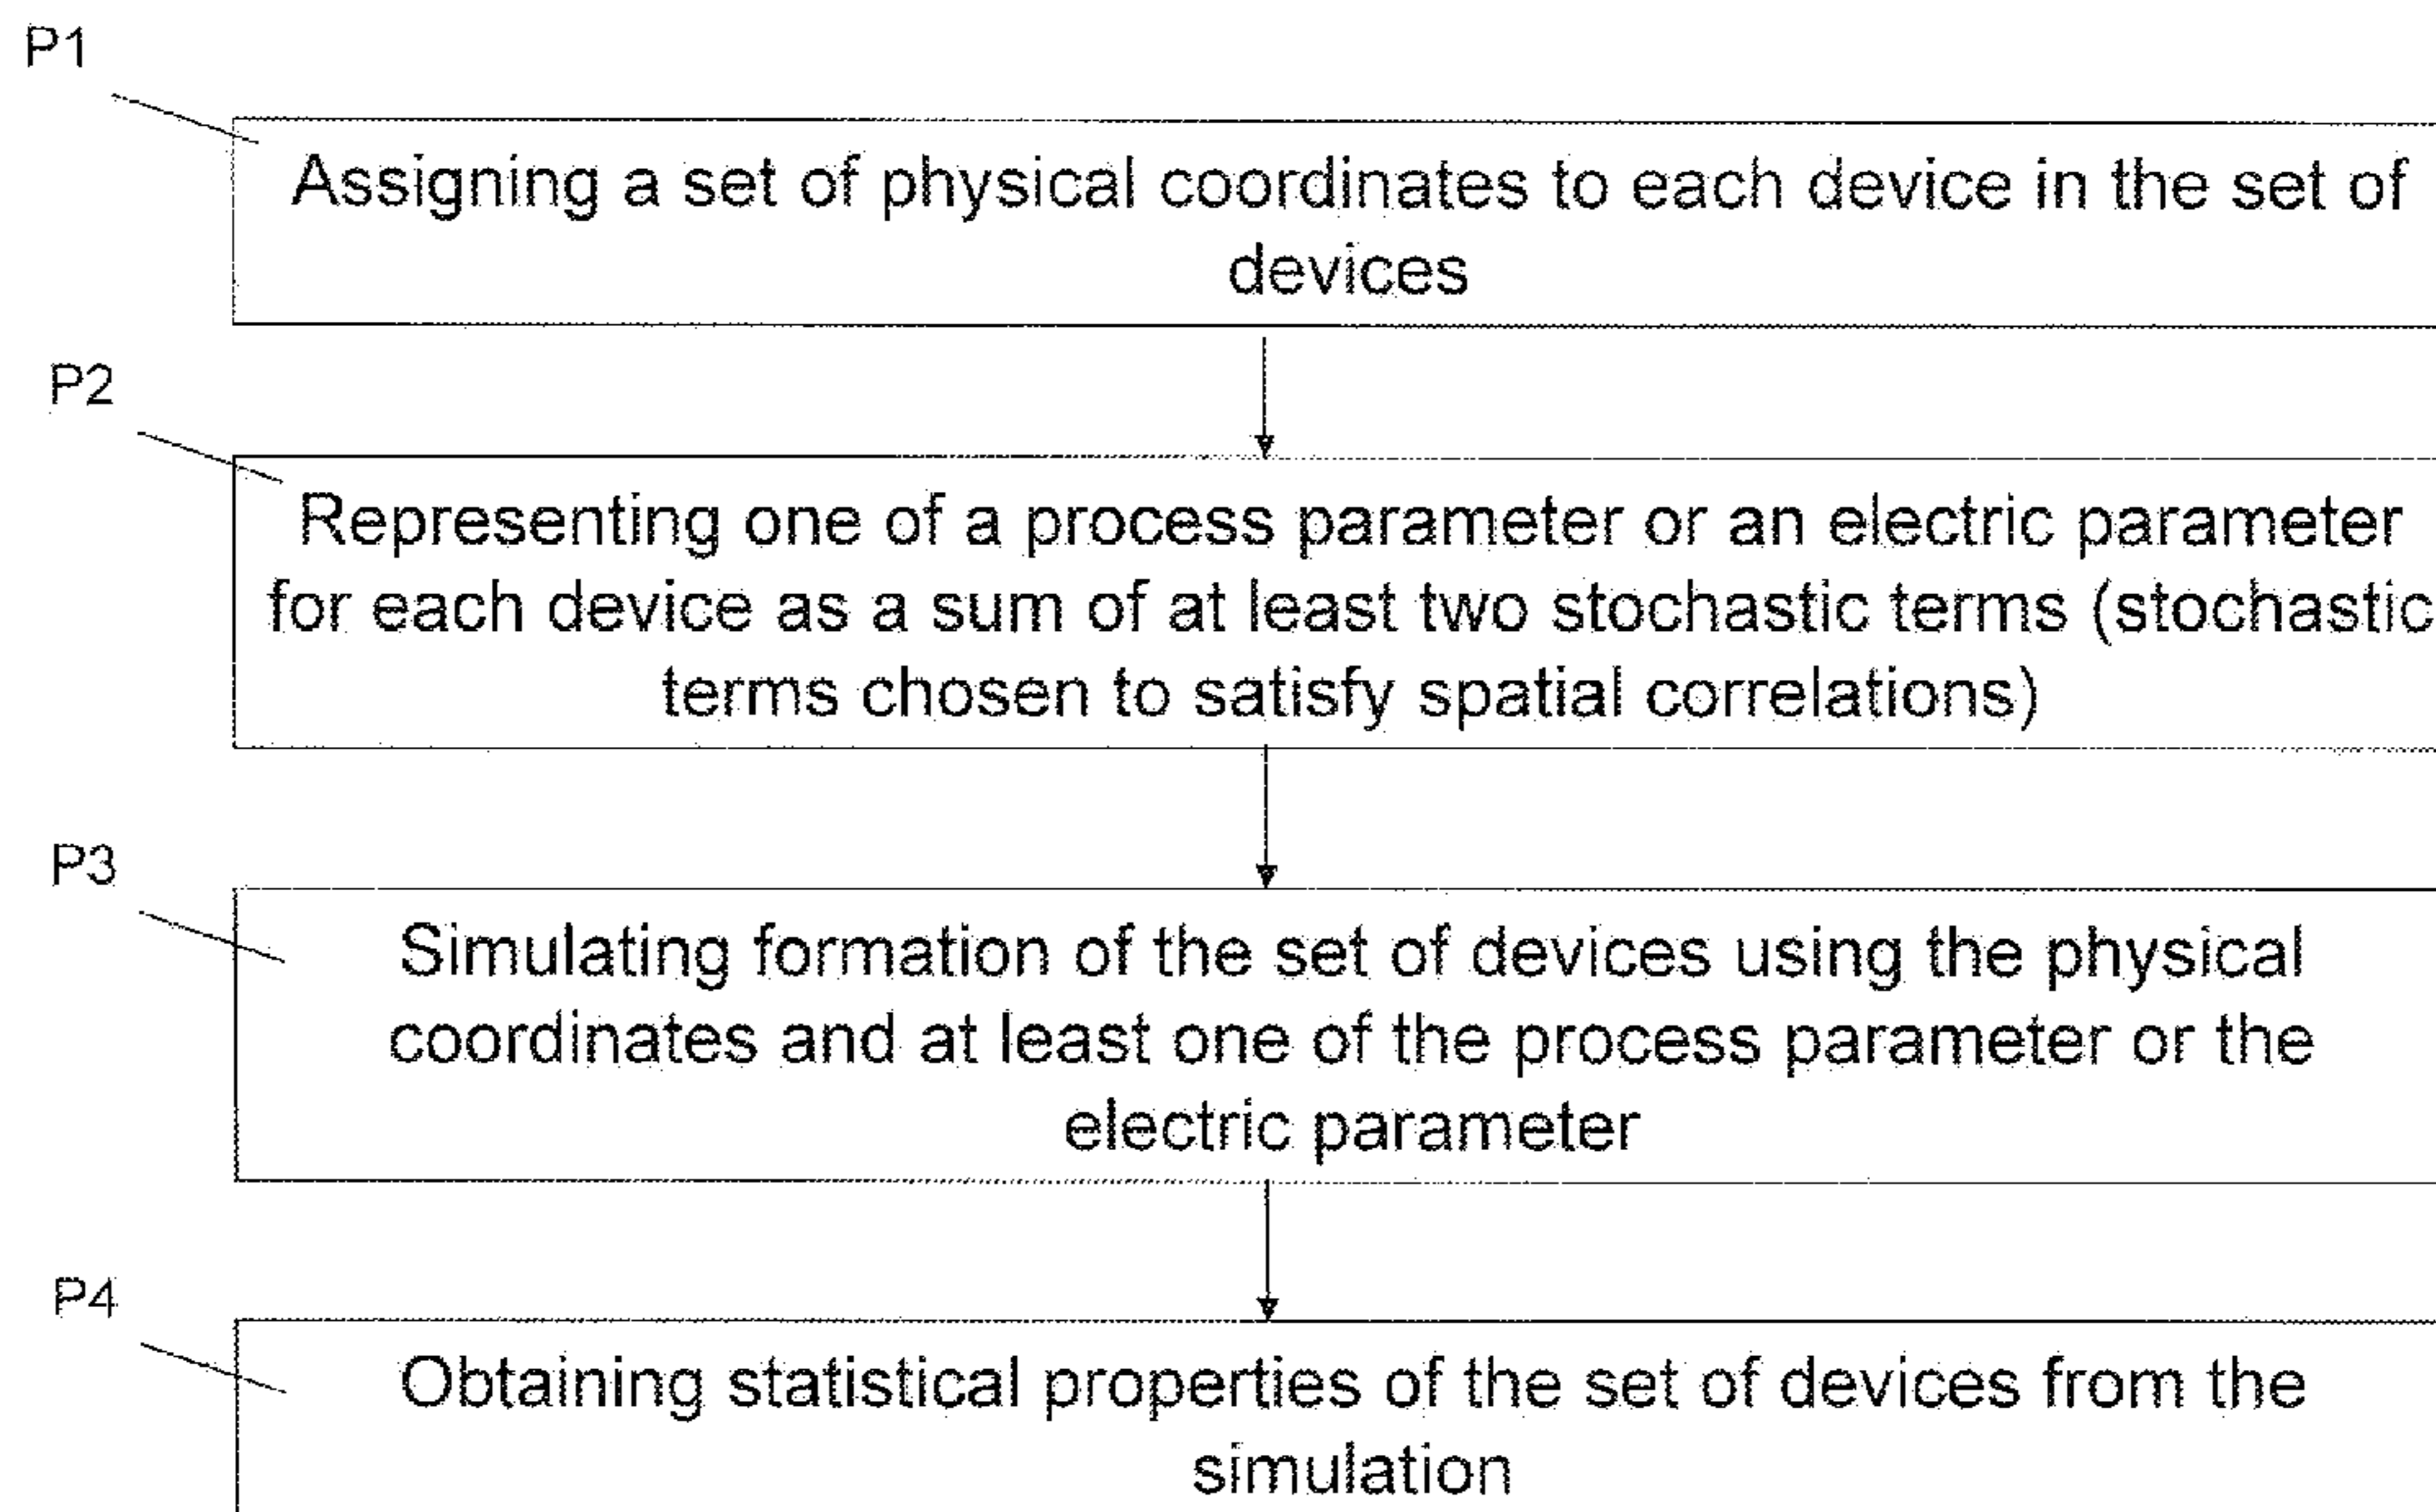 P1
Assigning a set of physical coordinates to each device in the set of
devices
P2
Representing one of a process parameter or an electric parameter
for each device as a sum of at least two stochastic terms (stochastic
terms chosen to satisfy spatial correlations)
P3
Simulating formation of the set of devices using the physical
coordinates and at least one of the process parameter or the
electric parameter
P4
Obtaining statistical properties of the set of devices from the
simulation